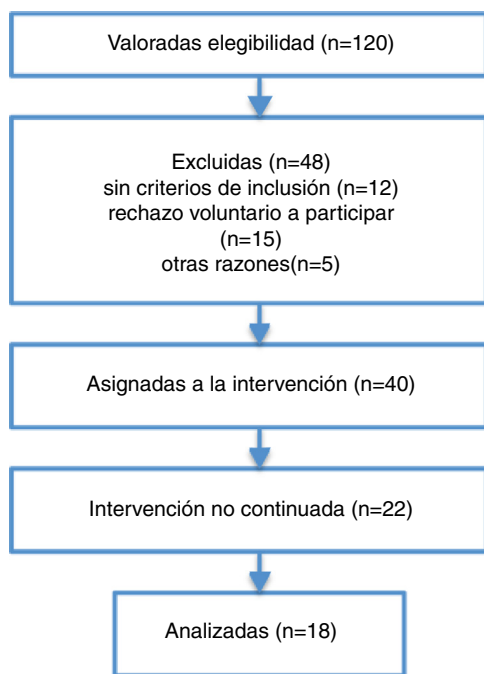 Valoradas elegibilidad (n=120)
Excluidas (n=48)
sin criterios de inclusión (n=12)
rechazo voluntario a participar
(n=15)
otras razones(n=5)
Asignadas a la intervención (n=40)
Intervención no continuada (n=22)
Analizadas (n=18)